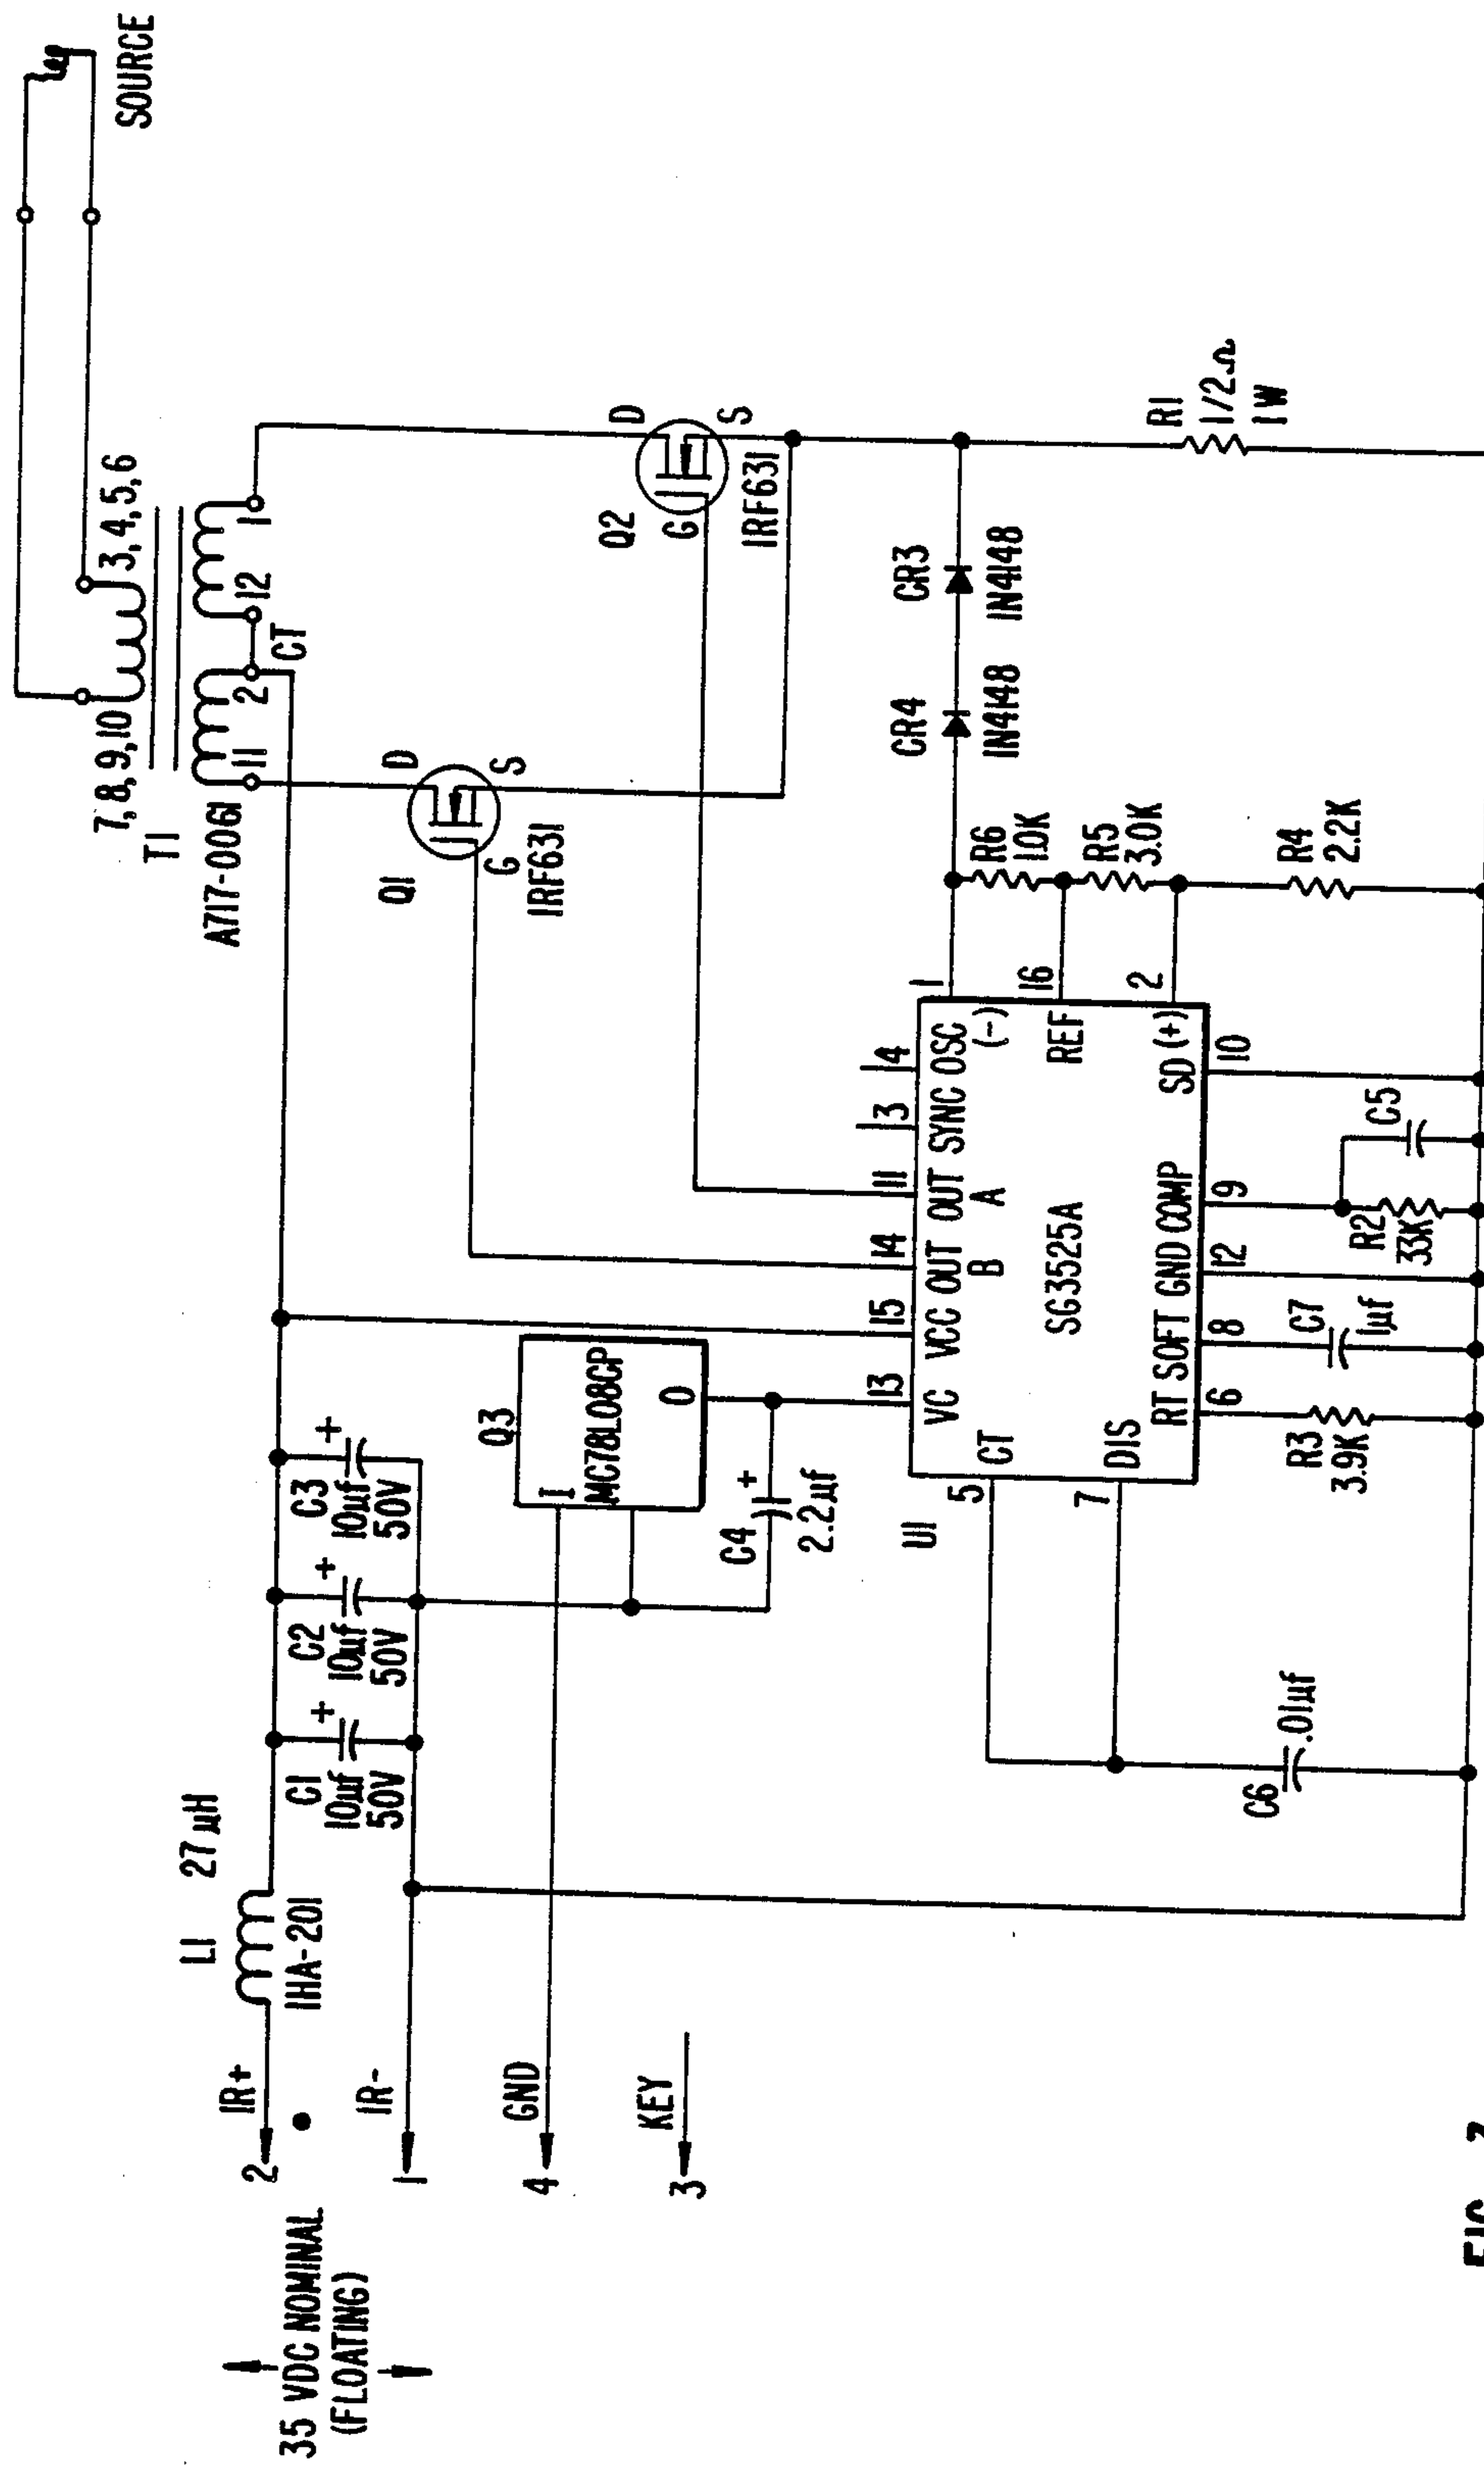 SOURCE
7,8,9,10
3,4,5,6
T1
A717-0061
11
2
CT
12
1
L1
27 µH
IHA-201
C1
10µf
50V
C2
10µf
50V
C3
10µf
50V
+
+
+
35 VDC NOMINAL
(FLOATING)
2
IR+
1
IR-
4
GND
3
KEY
Q1
D
G
S
IRF631
Q2
D
G
S
IRF631
Q3
I
MC78L08CP
O
C4
+
2.2µf
U1
13
15
14
11
3
4
1
VC
VCC
OUT
B
OUT
A
SYNC
OSC
(-)
5
CT
SG3525A
REF
16
7
DIS
RT
SOFT
GND
COMP
SD
(+)
2
6
8
12
9
10
CR4
1N4148
CR3
1N4148
R6
10K
R5
3.0K
R4
2.2K
R1
1/2Ω
1W
C6
.01µf
R3
3.9K
C7
1µf
R2
33K
C5